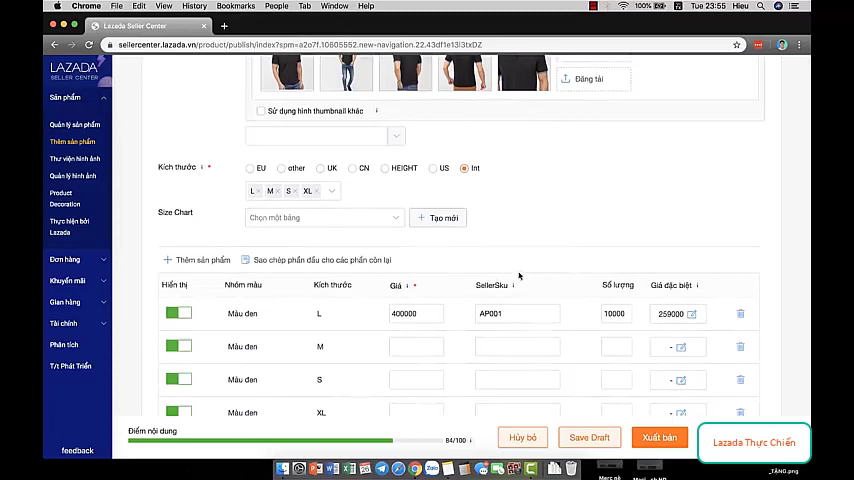 Chrome File Edit View History Bookmarks People Tab Window Help 100% Tue 23:55 Hieu
Lazada Seller Center
sellercenter.lazada.vn/product/publish/index?spm=a2o7f.10605552.new-navigation.22.43df1e13l3txDZ
LAZADA
SELLER CENTER
Sản phẩm
Quản lý sản phẩm
Thêm sản phẩm
Thư viện hình ảnh
Quản lý hình ảnh
Product Decoration
Thực hiện bởi Lazada
Đơn hàng
Khuyến mãi
Gian hàng
Tài chính
Phân tích
T/t Phát Triển
feedback
Đăng tải
Sử dụng hình thumbnail khác
Kích thước * EU other UK CN HEIGHT US Int
L M S XL
Size Chart Chọn một bảng + Tạo mới
+ Thêm sản phẩm Sao chép phần đầu cho các phần còn lại
Hiển thị Nhóm màu Kích thước Giá * SellerSku Số lượng Giá đặc biệt
Màu đen L 400000 AP001 10000 259000
Màu đen M -
Màu đen S -
Màu đen XL -
Điểm nội dung 84/100 Hủy bỏ Save Draft Xuất bản
Lazada Thực Chiến
_TẶNG.png